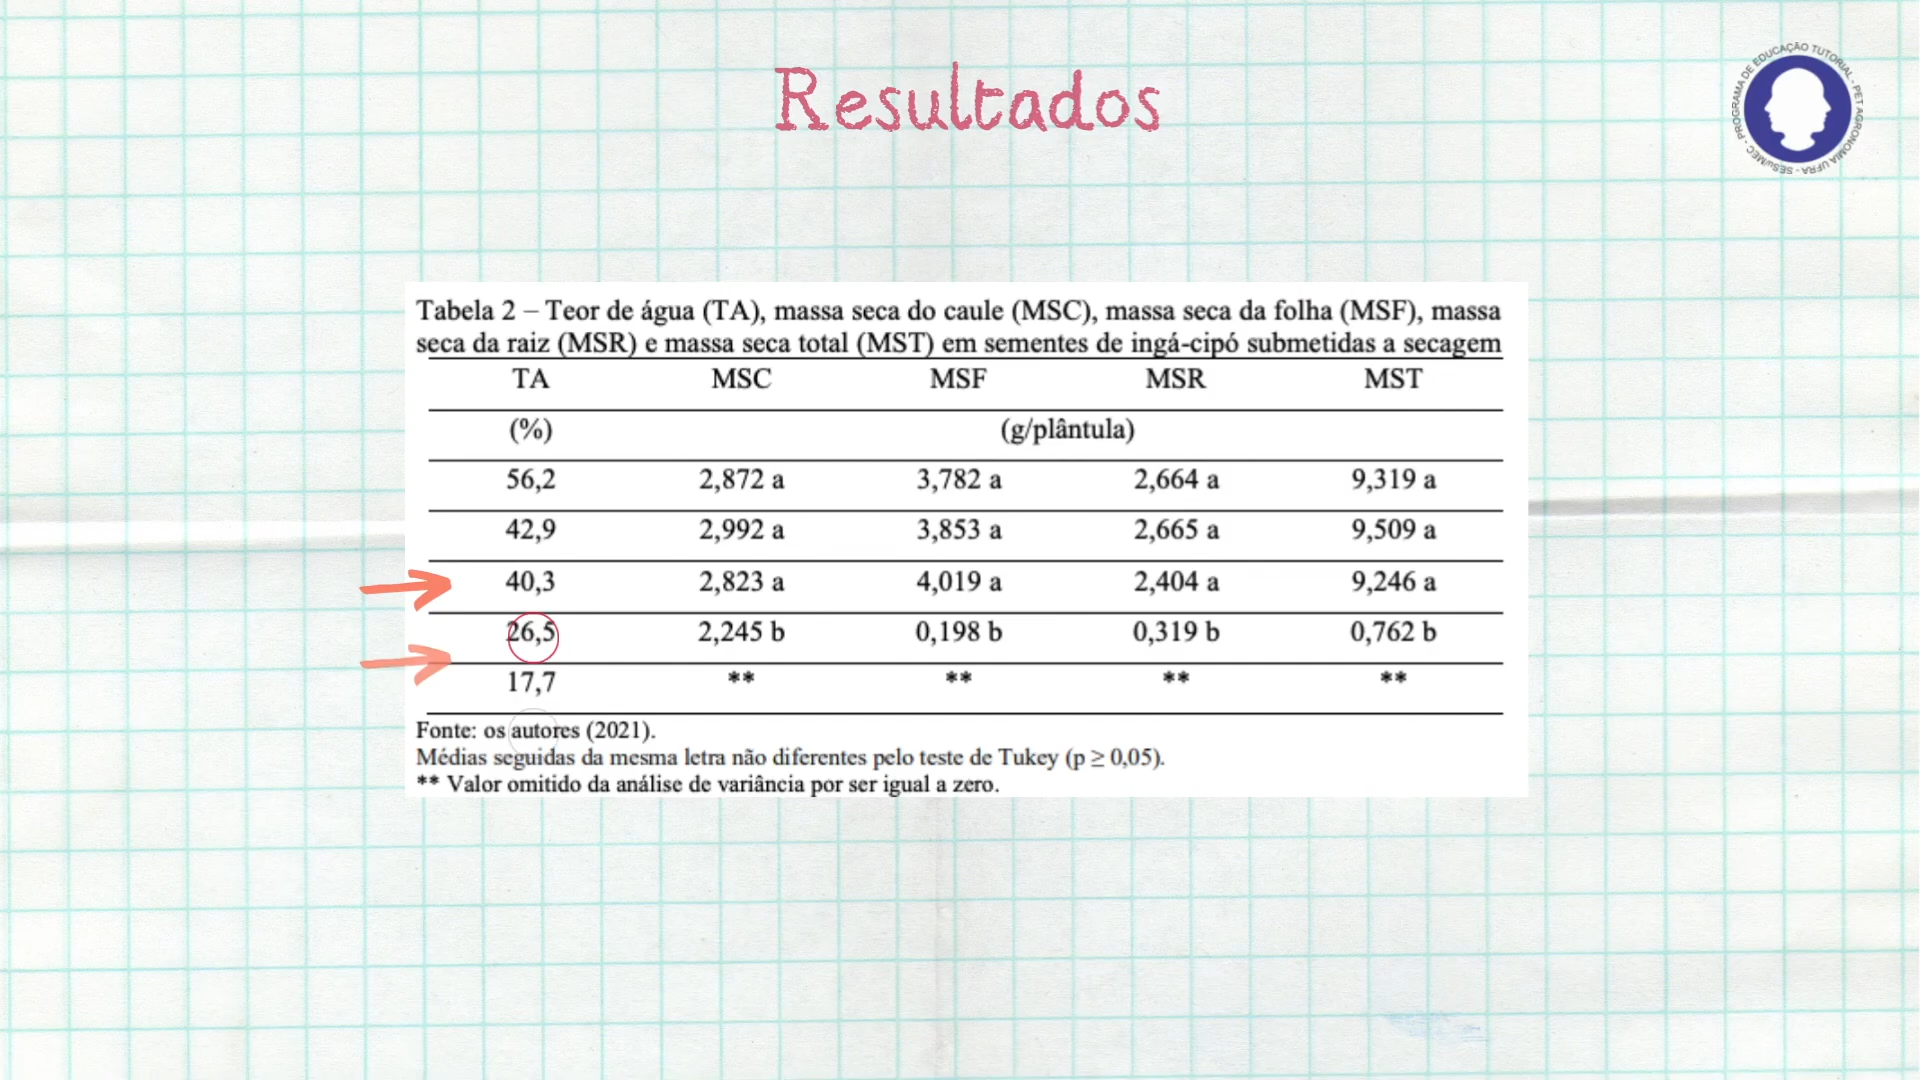 Resultados
PROGRAMA DE EDUCAÇÃO TUTORIAL - PET AGRONOMIA UFRA - SESu/MEC -
Tabela 2 – Teor de água (TA), massa seca do caule (MSC), massa seca da folha (MSF), massa
seca da raiz (MSR) e massa seca total (MST) em sementes de ingá-cipó submetidas a secagem
TA MSC MSF MSR MST
(%) (g/plântula)
56,2 2,872 a 3,782 a 2,664 a 9,319 a
42,9 2,992 a 3,853 a 2,665 a 9,509 a
40,3 2,823 a 4,019 a 2,404 a 9,246 a
26,5 2,245 b 0,198 b 0,319 b 0,762 b
17,7 ** ** ** **
Fonte: os autores (2021).
Médias seguidas da mesma letra não diferentes pelo teste de Tukey (p ≥ 0,05).
** Valor omitido da análise de variância por ser igual a zero.